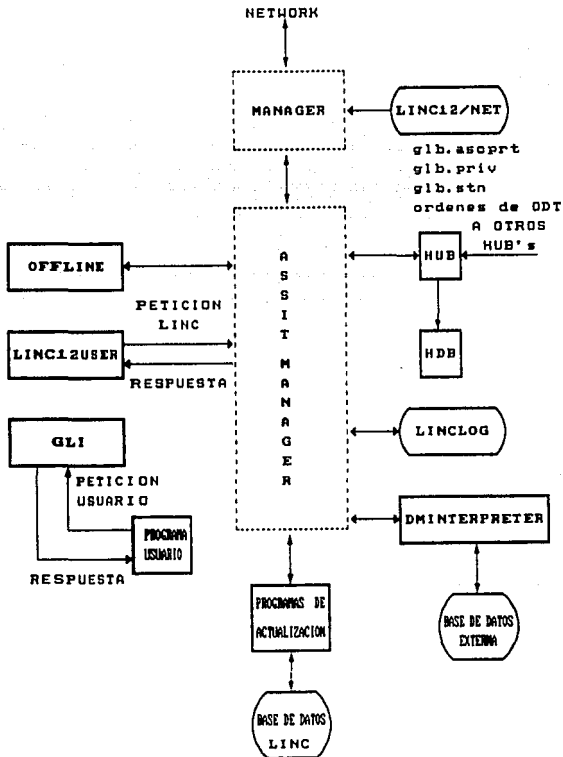 NETWORK
MANAGER
LINC12/NET
glb.asoprt
glb.priv
glb.stn
ordenes de ODT
A OTROS
HUB's
HUB
HDB
OFFLINE
PETICION
LINC
LINC12USER
RESPUESTA
ASSIT MANAGER
LINCLOG
GLI
PETICION
USUARIO
PROGRAMA
USUARIO
RESPUESTA
DMINTERPRETER
PROGRAMAS DE
ACTUALIZACION
BASE DE DATOS
EXTERNA
BASE DE DATOS
LINC